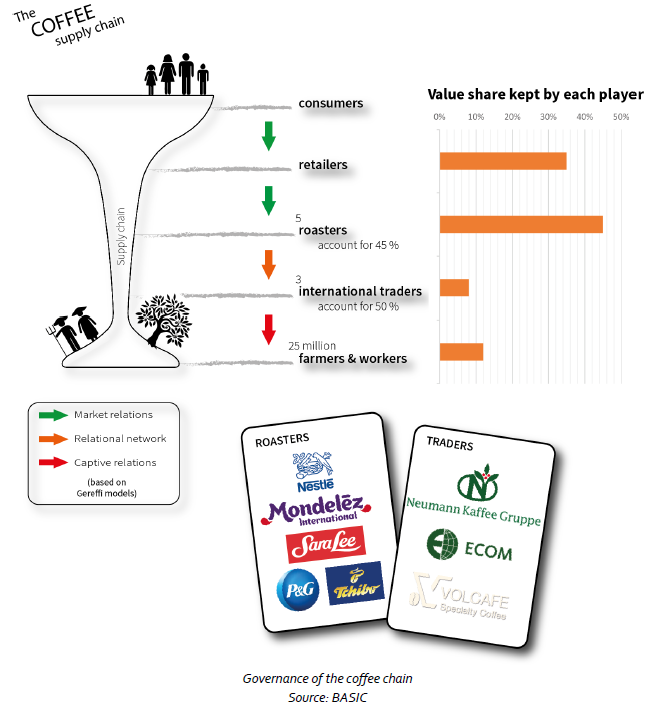 The
COFFEE
supply chain
Value share kept by each player
0% 10% 20% 30% 40% 50%
consumers
retailers
5
roasters
account for 45 %
3
international traders
account for 50 %
25 million
farmers & workers
Supply chain
Market relations
Relational network
Captive relations
(based on
Gereffi models)
ROASTERS
Nestlé
Mondelēz
International
Sara Lee
P&G
Tchibo
TRADERS
N
Neumann Kaffee Gruppe
ECOM
VOLCAFE
Specialty Coffee
Governance of the coffee chain
Source: BASIC